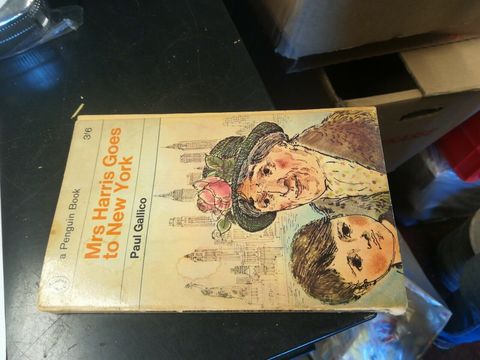 a Penguin Book
3'6
Mrs Harris Goes
to New York
Paul Gallico